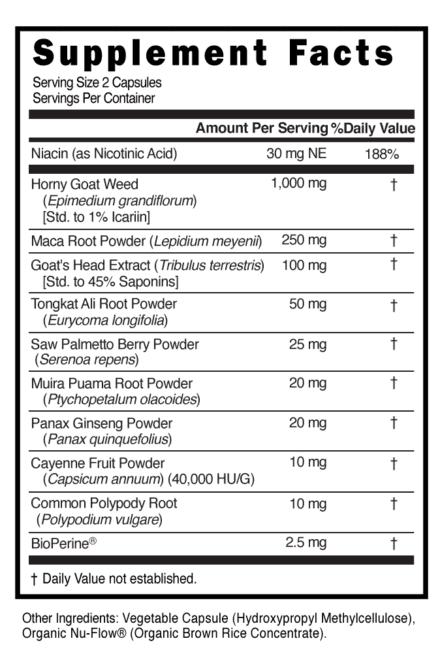 Supplement Facts
Serving Size 2 Capsules
Servings Per Container
Amount Per Serving %Daily Value
Niacin (as Nicotinic Acid) 30 mg NE 188%
Horny Goat Weed 1,000 mg †
(Epimedium grandiflorum)
[Std. to 1% Icariin]
Maca Root Powder (Lepidium meyenii) 250 mg †
Goat's Head Extract (Tribulus terrestris) 100 mg †
[Std. to 45% Saponins]
Tongkat Ali Root Powder 50 mg †
(Eurycoma longifolia)
Saw Palmetto Berry Powder 25 mg †
(Serenoa repens)
Muira Puama Root Powder 20 mg †
(Ptychopetalum olacoides)
Panax Ginseng Powder 20 mg †
(Panax quinquefolius)
Cayenne Fruit Powder 10 mg †
(Capsicum annuum) (40,000 HU/G)
Common Polypody Root 10 mg †
(Polypodium vulgare)
BioPerine® 2.5 mg †
† Daily Value not established.
Other Ingredients: Vegetable Capsule (Hydroxypropyl Methylcellulose),
Organic Nu-Flow® (Organic Brown Rice Concentrate).